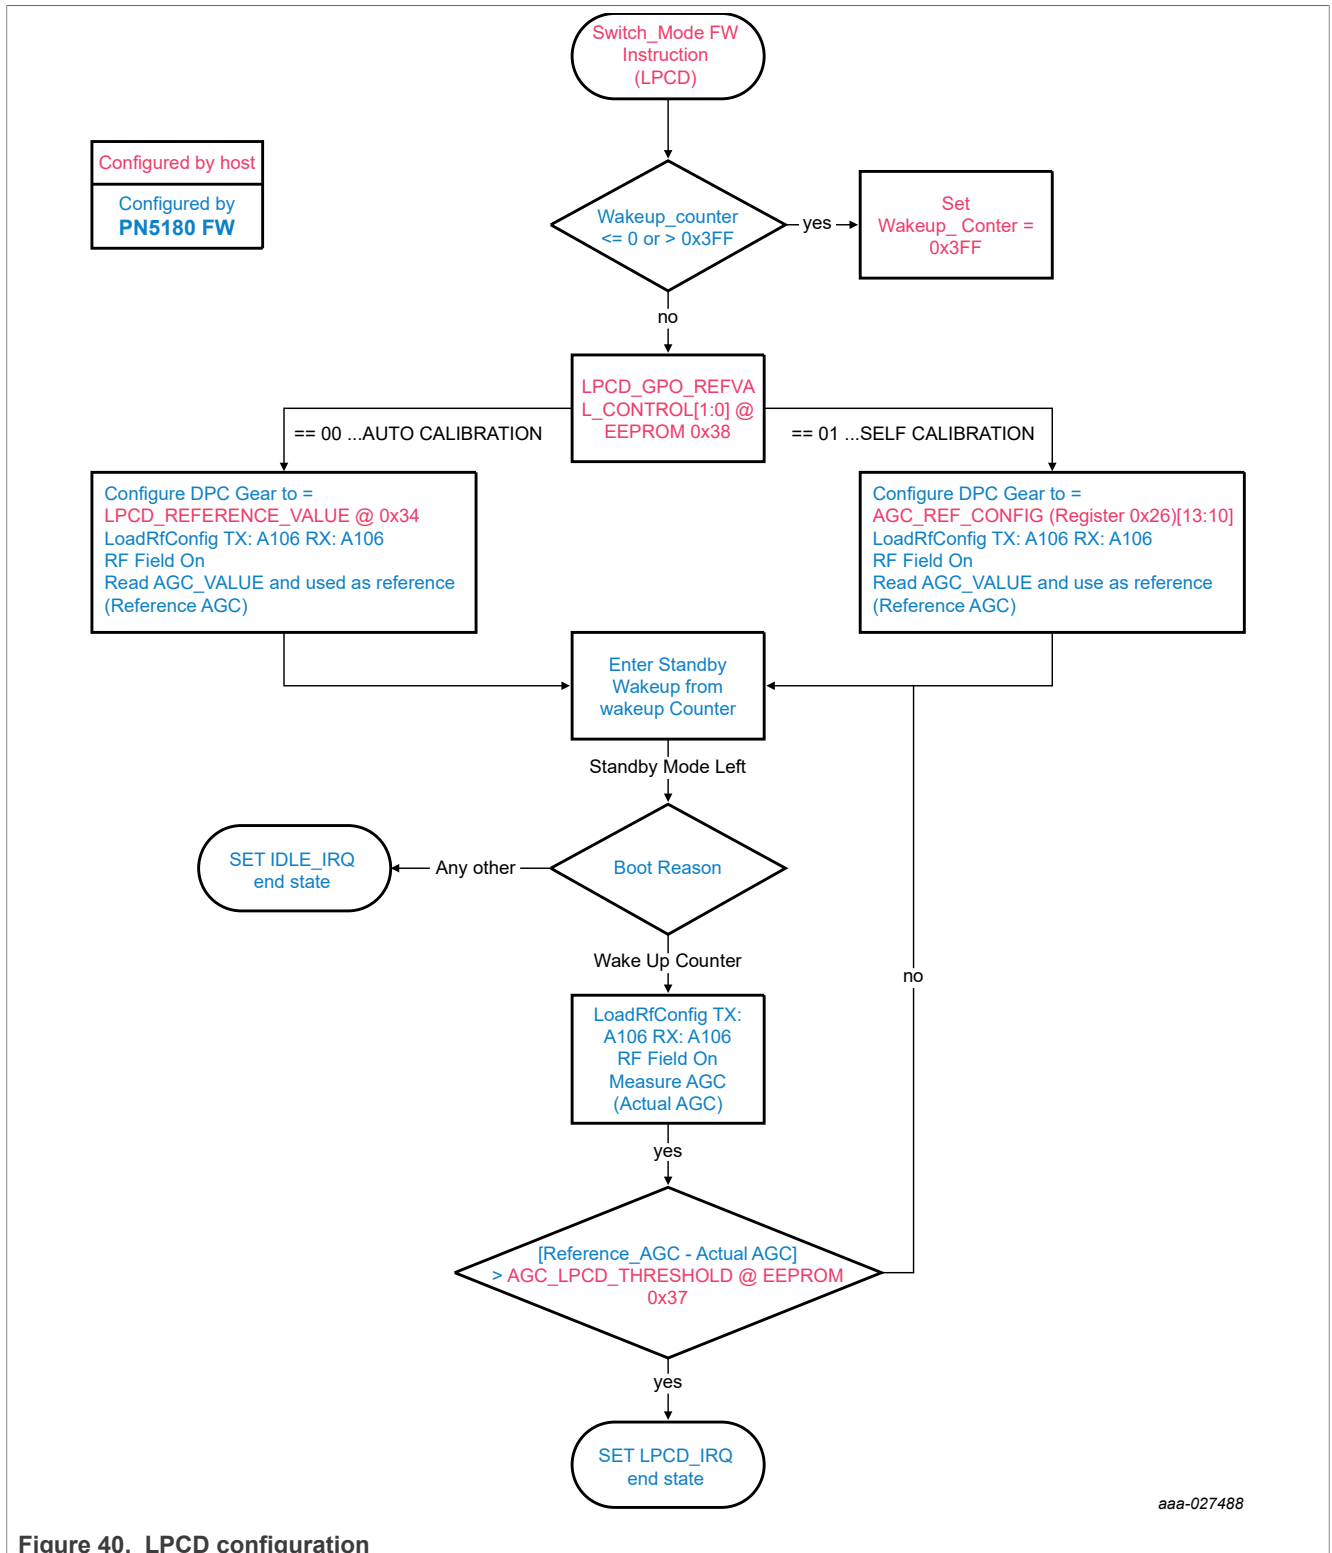 Switch_Mode FW
Instruction
(LPCD)
Configured by host
Configured by
PN5180 FW
Wakeup_counter
<= 0 or > 0x3FF
yes
Set
Wakeup_ Conter =
0x3FF
no
LPCD_GPO_REFVA
L_CONTROL[1:0] @
EEPROM 0x38
== 00 ...AUTO CALIBRATION
== 01 ...SELF CALIBRATION
Configure DPC Gear to =
LPCD_REFERENCE_VALUE @ 0x34
LoadRfConfig TX: A106 RX: A106
RF Field On
Read AGC_VALUE and used as reference
(Reference AGC)
Configure DPC Gear to =
AGC_REF_CONFIG (Register 0x26)[13:10]
LoadRfConfig TX: A106 RX: A106
RF Field On
Read AGC_VALUE and use as reference
(Reference AGC)
Enter Standby
Wakeup from
wakeup Counter
Standby Mode Left
SET IDLE_IRQ
end state
Any other
Boot Reason
Wake Up Counter
no
LoadRfConfig TX:
A106 RX: A106
RF Field On
Measure AGC
(Actual AGC)
yes
[Reference_AGC - Actual AGC]
> AGC_LPCD_THRESHOLD @ EEPROM
0x37
yes
SET LPCD_IRQ
end state
aaa-027488
Figure 40. LPCD configuration